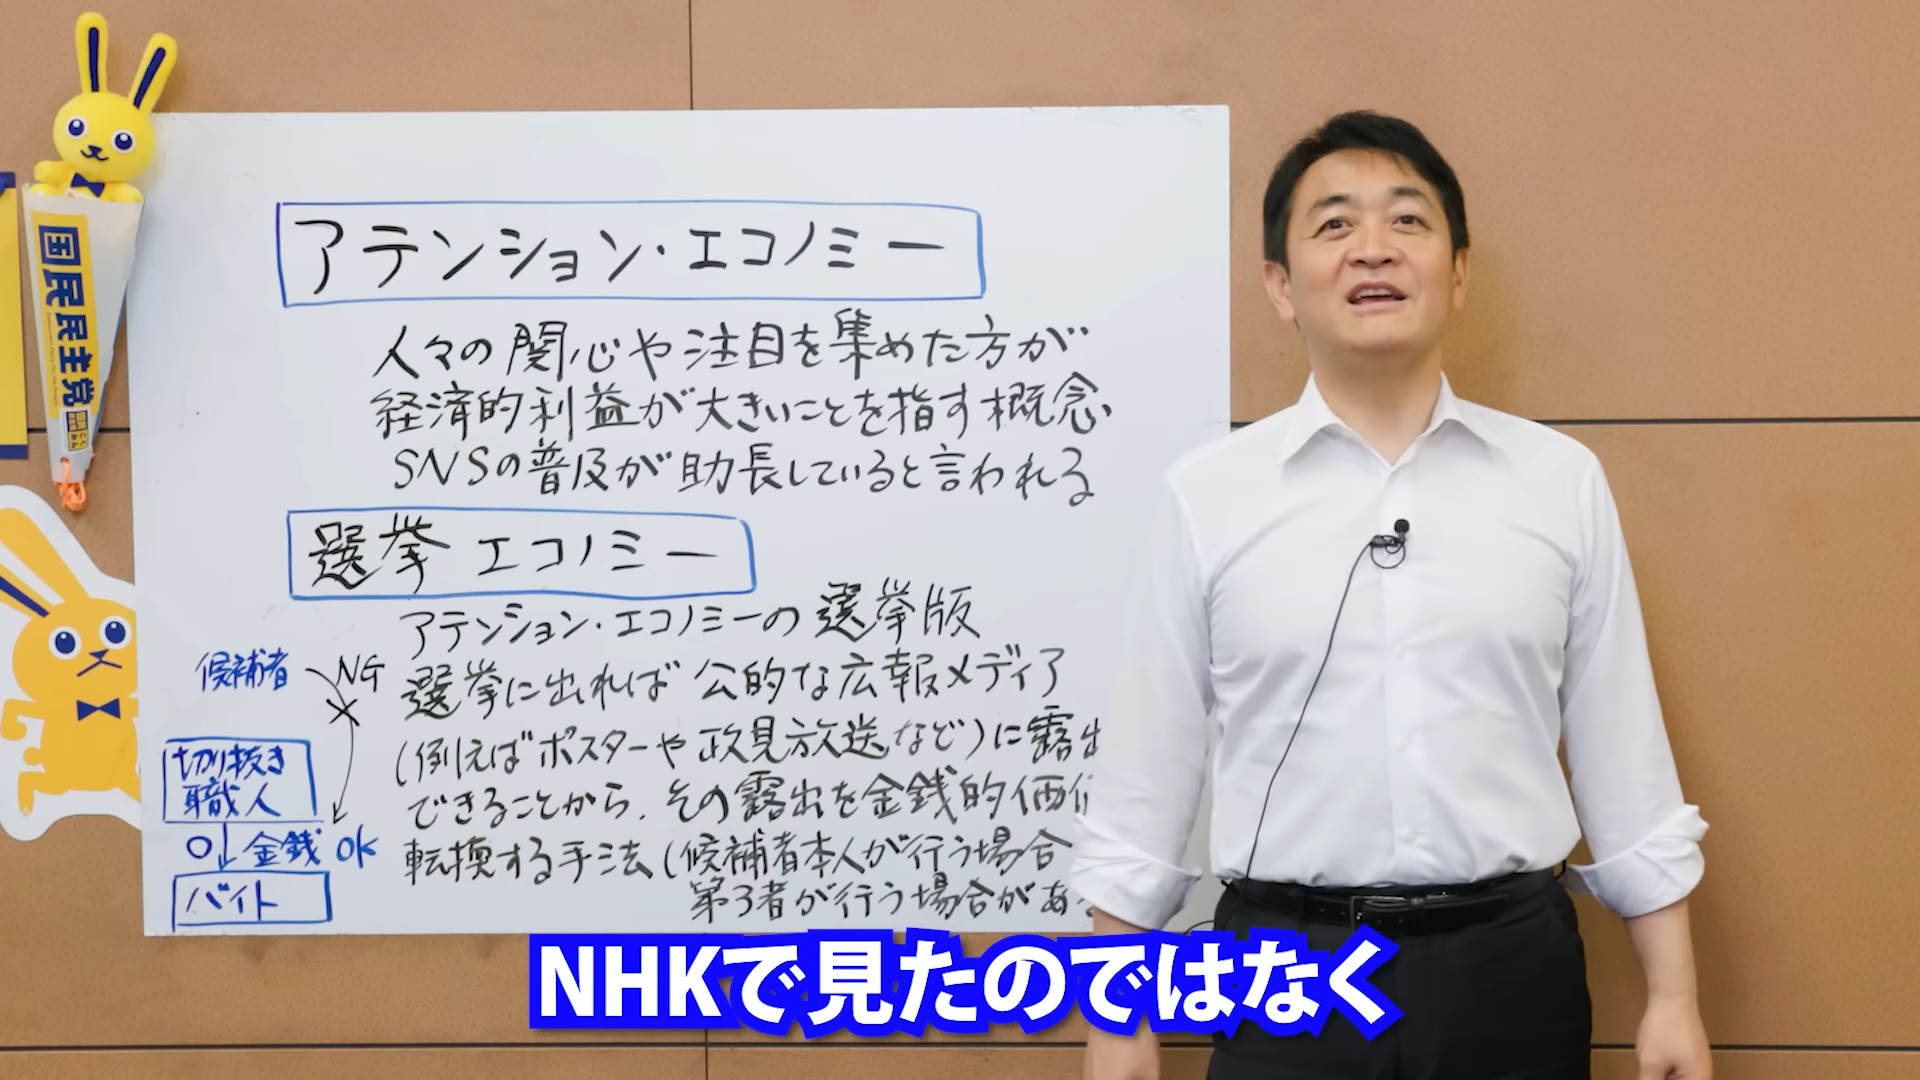 国民民主党
こくみん
アテンション・エコノミー
人々の関心や注目を集めた方が
経済的利益が大きいことを指す概念
SNSの普及が助長していると言われる
選挙エコノミー
アテンション・エコノミーの選挙版
選挙に出れば公的な広報メディア
(例えばポスターや政見放送など)に露出
できることから、その露出を金銭的価値
転換する手法(候補者本人が行う場合
第3者が行う場合があ
候補者 NG
切り抜き
職人
○ 金銭 OK
バイト
NHKで見たのではなく